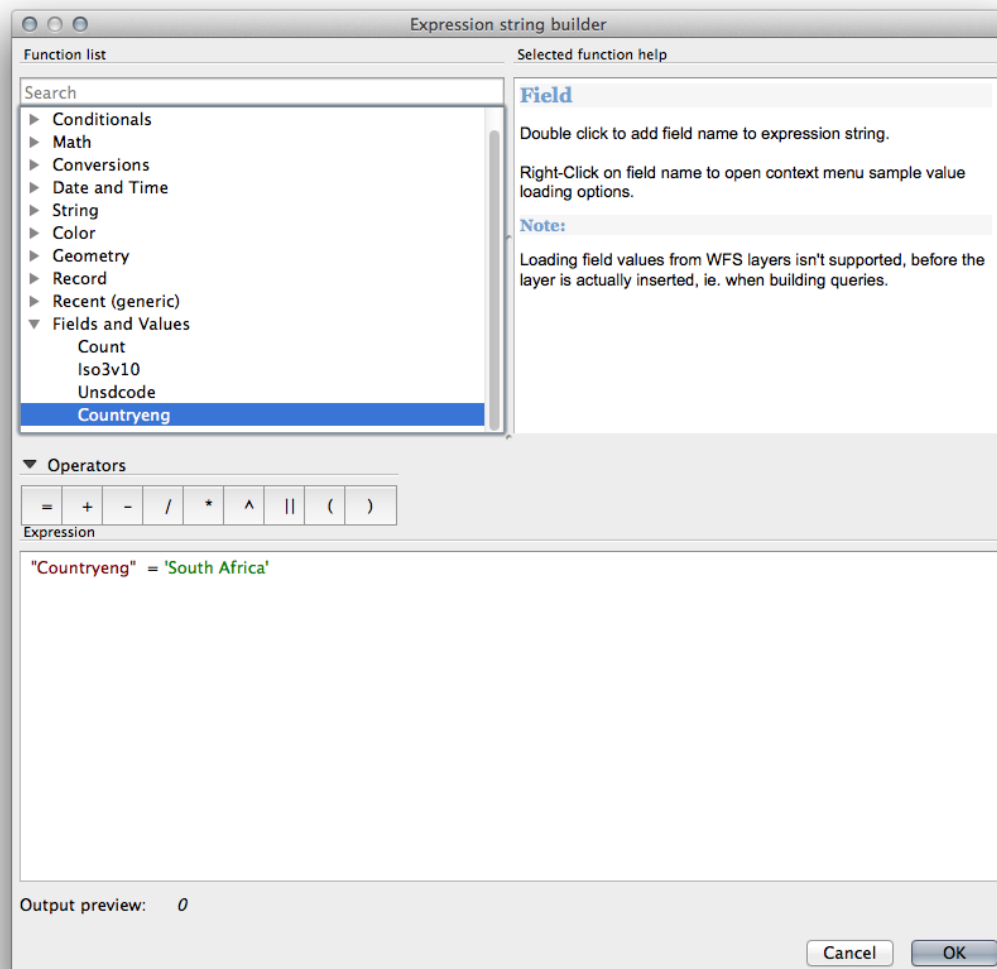 Expression string builder
Function list
Selected function help
Search
Conditionals
Math
Conversions
Date and Time
String
Color
Geometry
Record
Recent (generic)
Fields and Values
Count
Iso3v10
Unsdcode
Countryeng
Field
Double click to add field name to expression string.
Right-Click on field name to open context menu sample value
loading options.
Note:
Loading field values from WFS layers isn't supported, before the
layer is actually inserted, ie. when building queries.
Operators
= + - / * ^ || ( )
Expression
"Countryeng" = 'South Africa'
Output preview: 0
Cancel OK